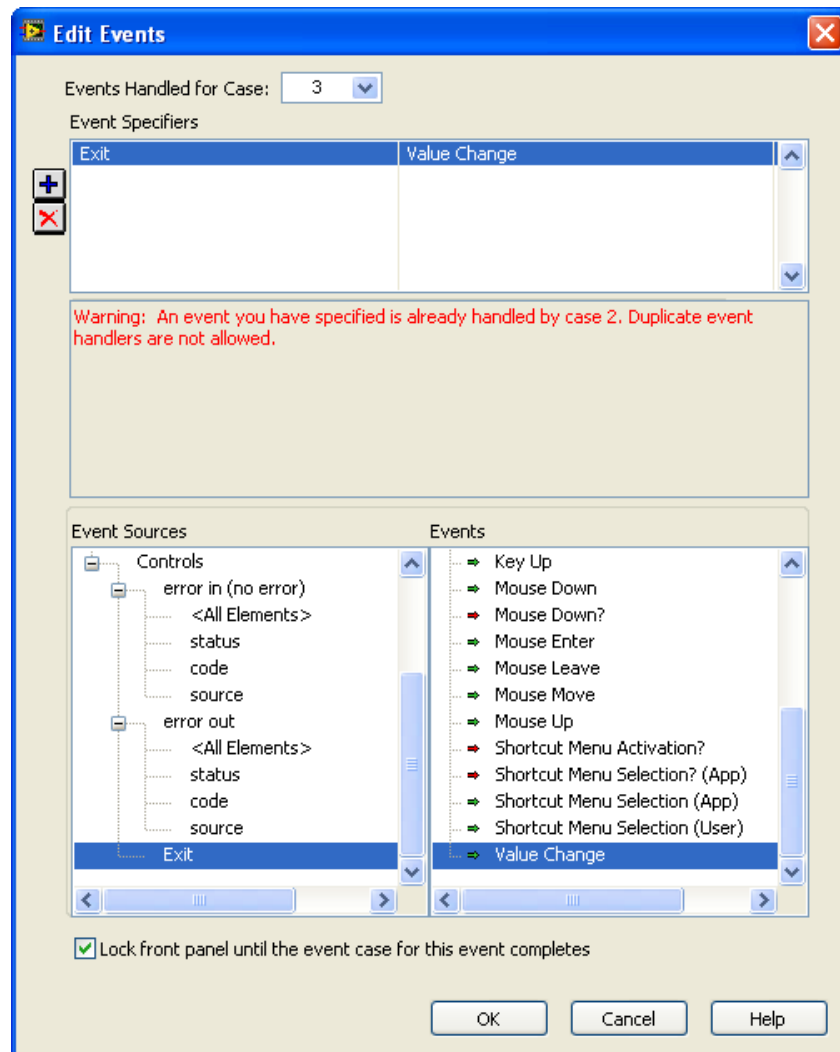 Edit Events
Events Handled for Case: 3
Event Specifiers
Exit Value Change
Warning:  An event you have specified is already handled by case 2. Duplicate event
handlers are not allowed.
Event Sources Events
Controls Key Up
error in (no error) Mouse Down
<All Elements> Mouse Down?
status Mouse Enter
code Mouse Leave
source Mouse Move
error out Mouse Up
<All Elements> Shortcut Menu Activation?
status Shortcut Menu Selection? (App)
code Shortcut Menu Selection (App)
source Shortcut Menu Selection (User)
Exit Value Change
Lock front panel until the event case for this event completes
OK Cancel Help